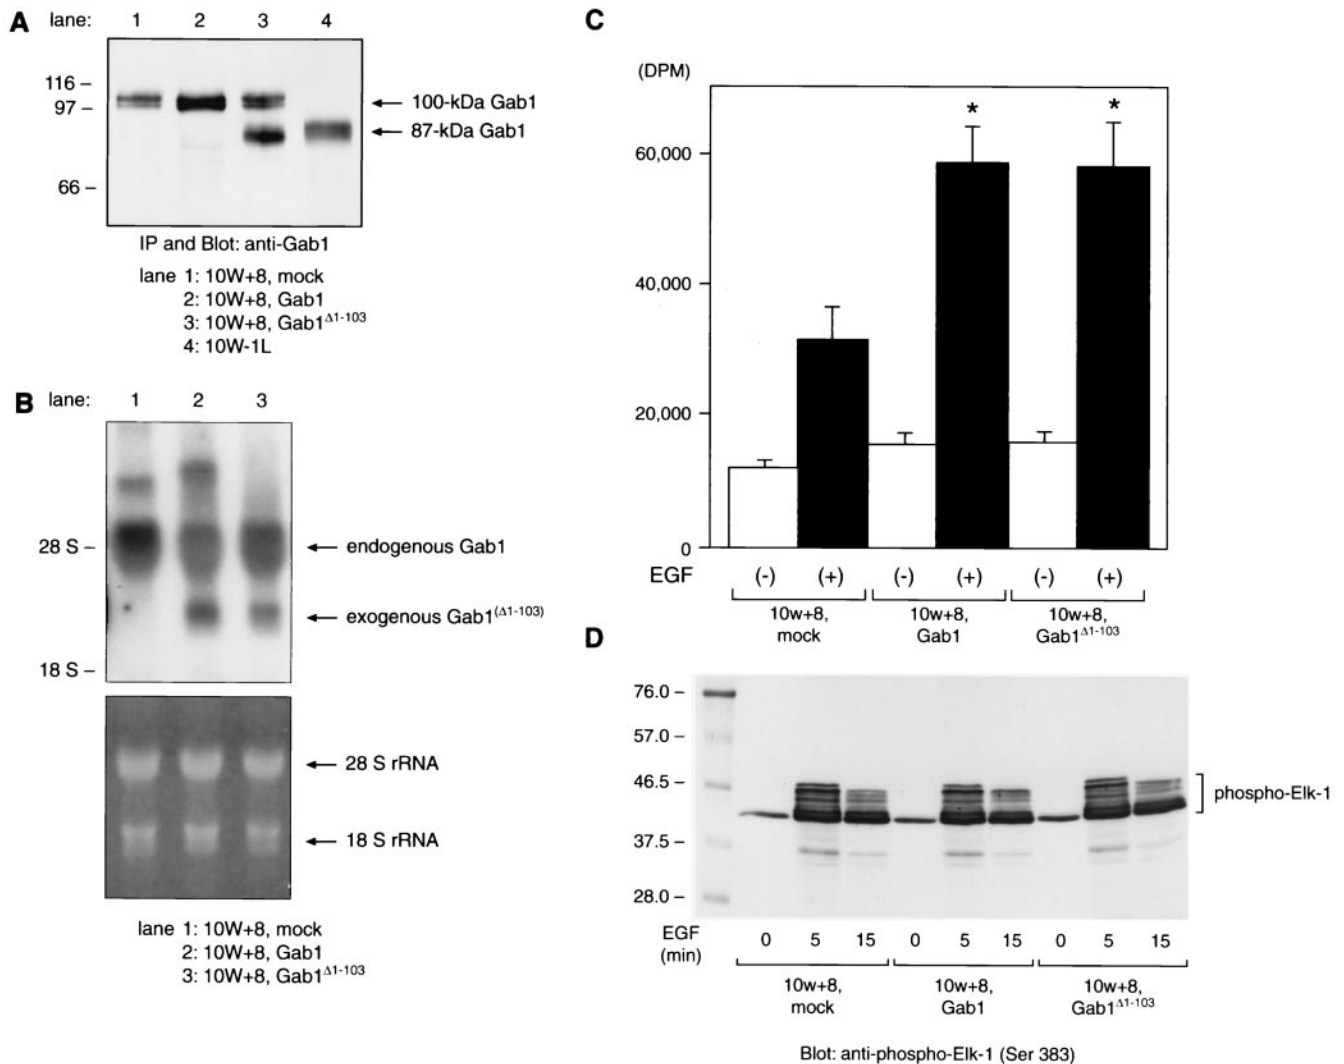 A
lane: 1 2 3 4
116 –
97 –
66 –
100-kDa Gab1
87-kDa Gab1
IP and Blot: anti-Gab1
lane 1: 10W+8, mock
2: 10W+8, Gab1
3: 10W+8, Gab1Δ1-103
4: 10W-1L
B
lane: 1 2 3
28 S –
18 S –
endogenous Gab1
exogenous Gab1(Δ1-103)
28 S rRNA
18 S rRNA
lane 1: 10W+8, mock
2: 10W+8, Gab1
3: 10W+8, Gab1Δ1-103
C
(DPM)
60,000
40,000
20,000
0
* *
EGF (-) (+) (-) (+) (-) (+)
10w+8, mock
10w+8, Gab1
10w+8, Gab1Δ1-103
D
76.0 –
57.0 –
46.5 –
37.5 –
28.0 –
phospho-Elk-1
EGF (min) 0 5 15 0 5 15 0 5 15
10w+8, mock
10w+8, Gab1
10w+8, Gab1Δ1-103
Blot: anti-phospho-Elk-1 (Ser 383)